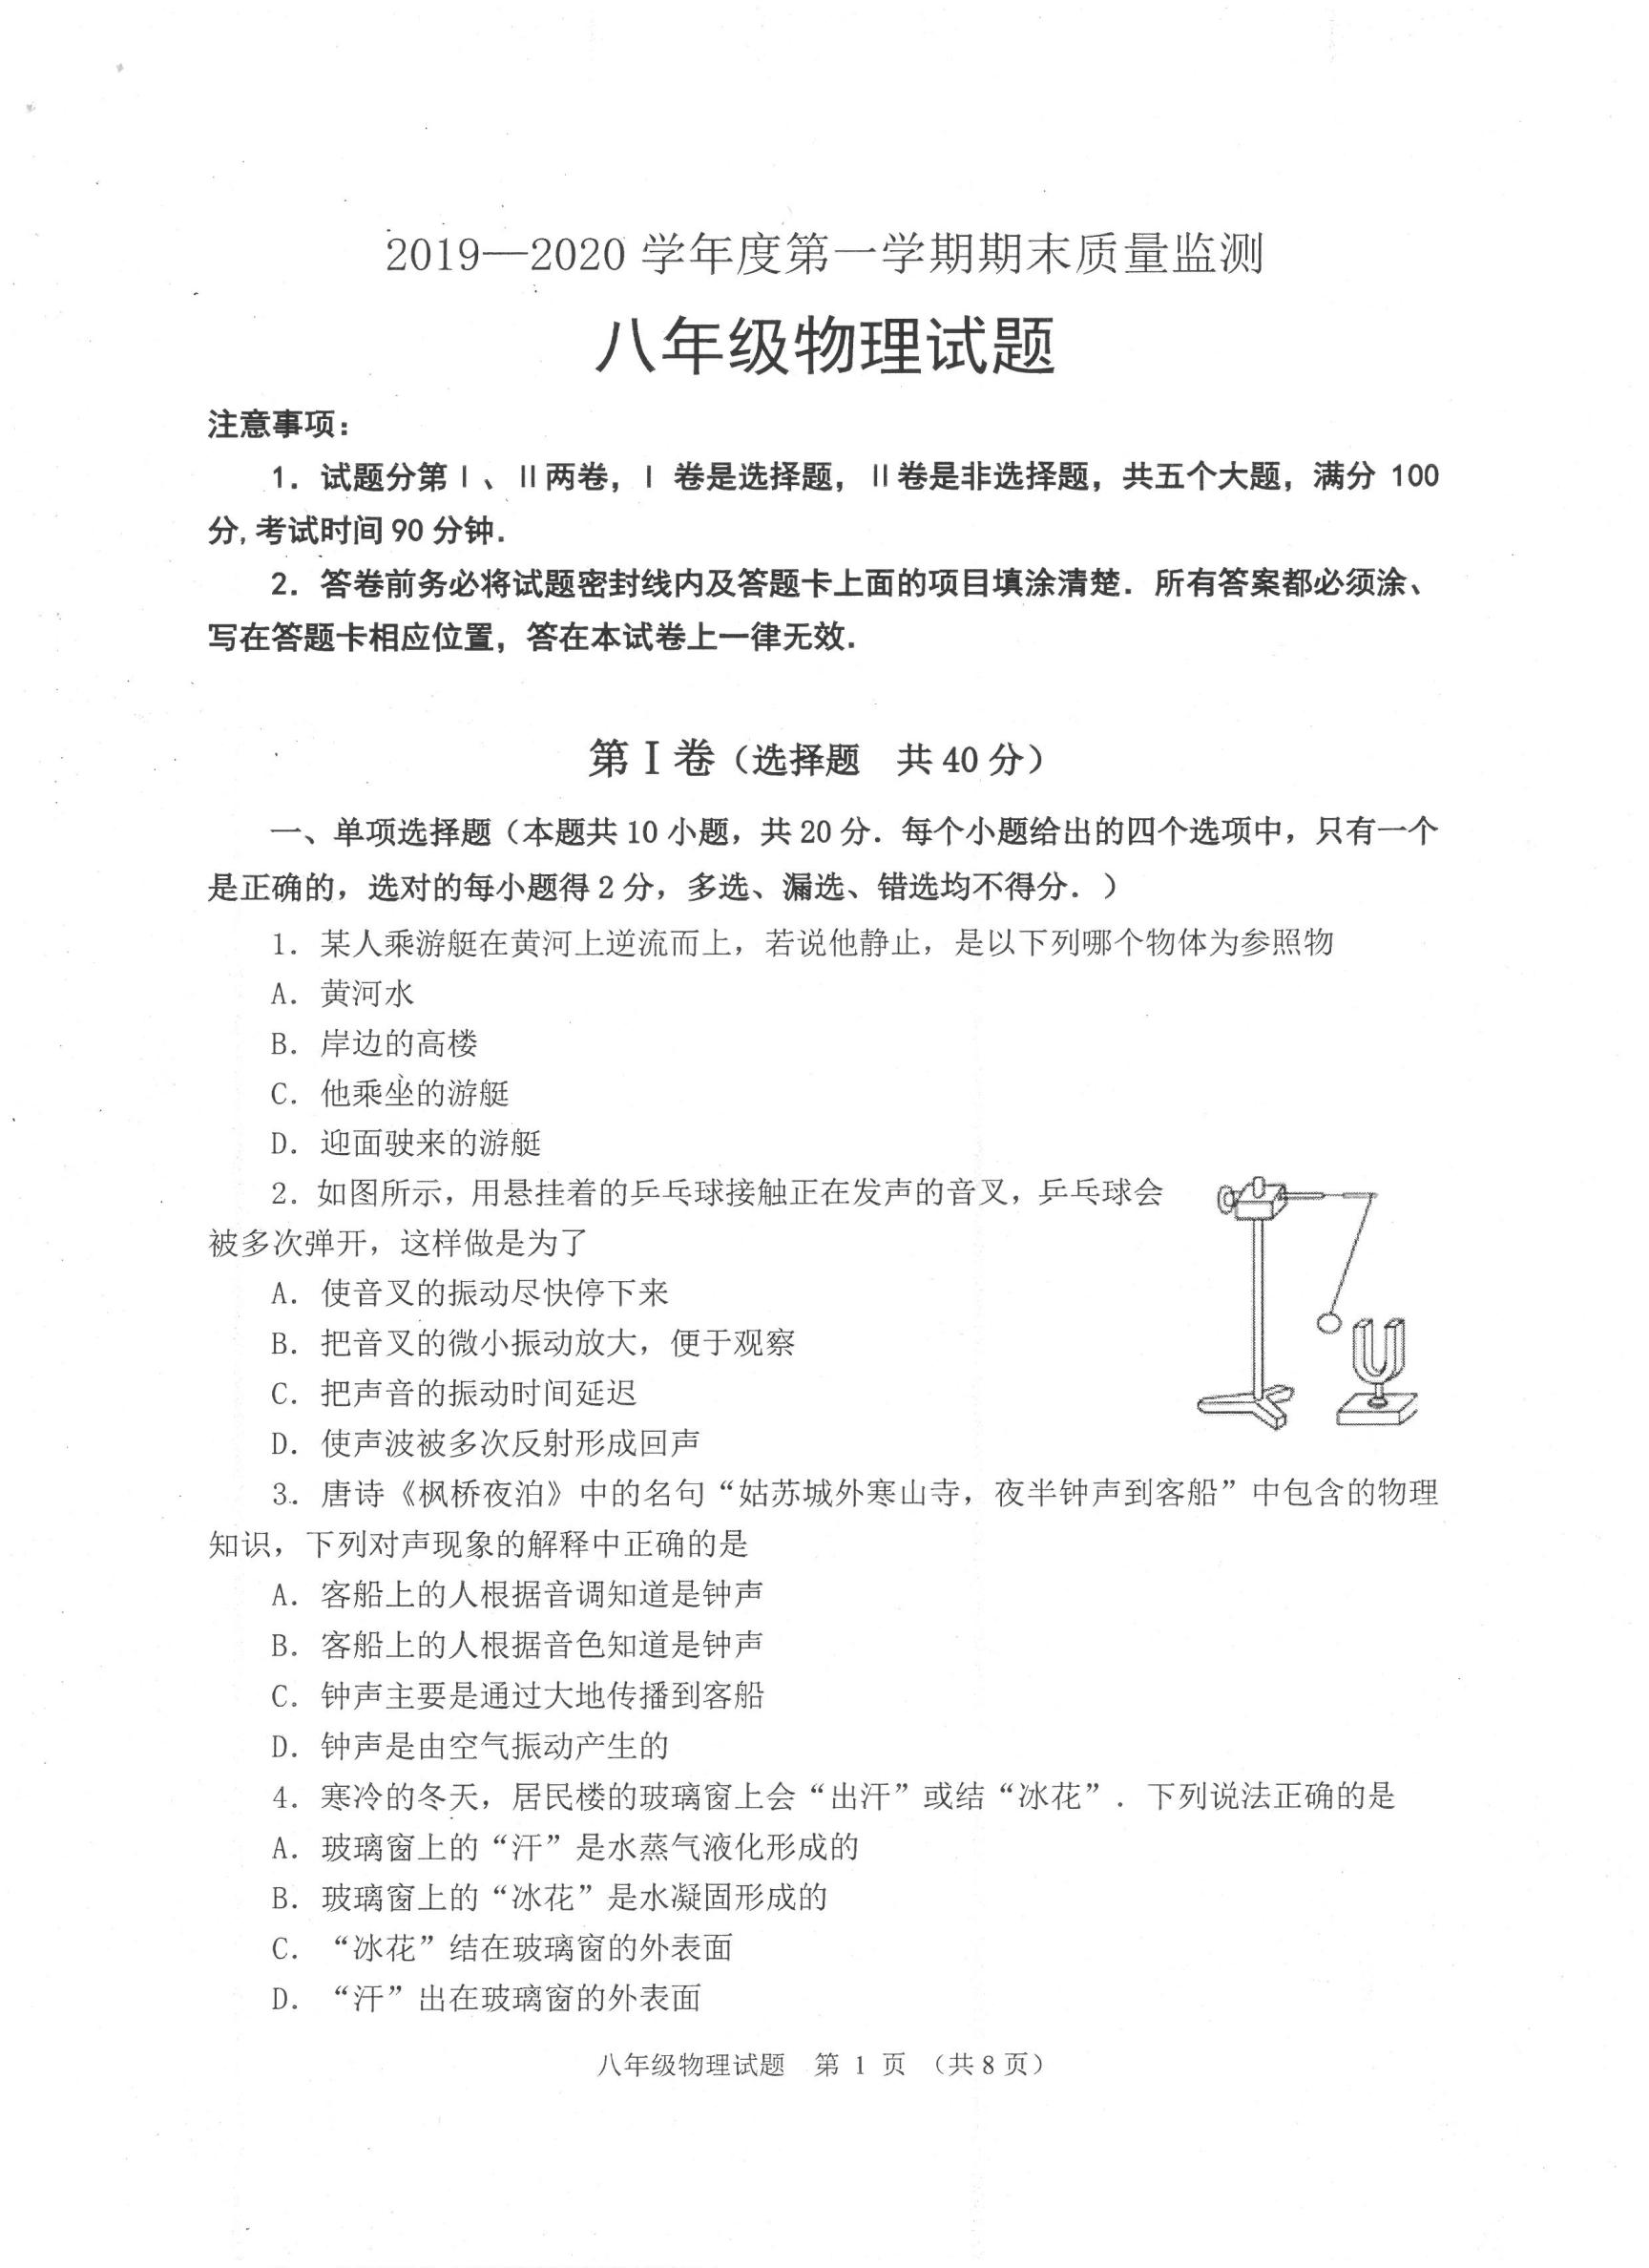 2019—2020 学年度第一学期期末质量监测
八年级物理试题
注意事项：
1．试题分第Ⅰ、Ⅱ两卷，Ⅰ 卷是选择题，Ⅱ卷是非选择题，共五个大题，满分 100
分，考试时间 90 分钟．
2．答卷前务必将试题密封线内及答题卡上面的项目填涂清楚．所有答案都必须涂、
写在答题卡相应位置，答在本试卷上一律无效．
第Ⅰ卷（选择题　共 40 分）
一、单项选择题（本题共 10 小题，共 20 分．每个小题给出的四个选项中，只有一个
是正确的，选对的每小题得 2 分，多选、漏选、错选均不得分．）
1．某人乘游艇在黄河上逆流而上，若说他静止，是以下列哪个物体为参照物
A．黄河水
B．岸边的高楼
C．他乘坐的游艇
D．迎面驶来的游艇
2．如图所示，用悬挂着的乒乓球接触正在发声的音叉，乒乓球会
被多次弹开，这样做是为了
A．使音叉的振动尽快停下来
B．把音叉的微小振动放大，便于观察
C．把声音的振动时间延迟
D．使声波被多次反射形成回声
3．唐诗《枫桥夜泊》中的名句“姑苏城外寒山寺，夜半钟声到客船”中包含的物理
知识，下列对声现象的解释中正确的是
A．客船上的人根据音调知道是钟声
B．客船上的人根据音色知道是钟声
C．钟声主要是通过大地传播到客船
D．钟声是由空气振动产生的
4．寒冷的冬天，居民楼的玻璃窗上会“出汗”或结“冰花”．下列说法正确的是
A．玻璃窗上的“汗”是水蒸气液化形成的
B．玻璃窗上的“冰花”是水凝固形成的
C．“冰花”结在玻璃窗的外表面
D．“汗”出在玻璃窗的外表面
八年级物理试题　第 1 页 （共 8 页）